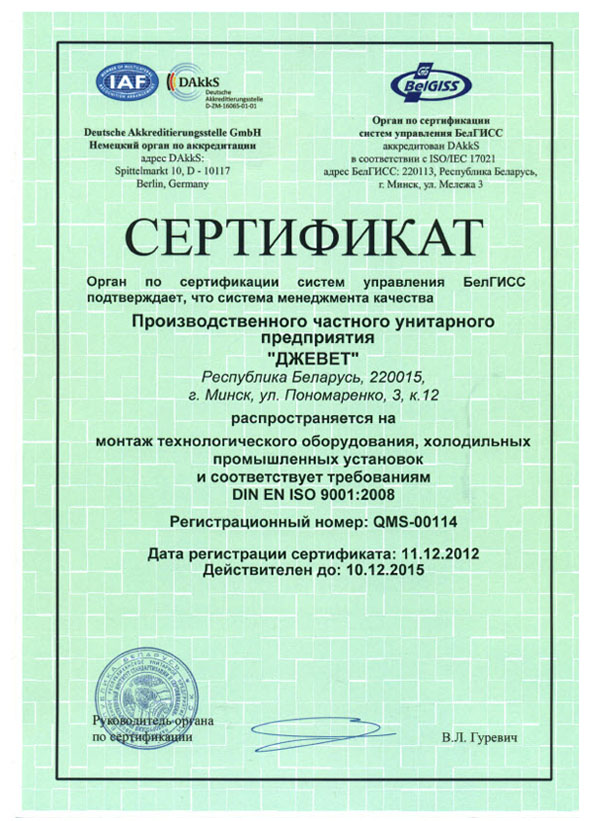 IAF
DAkkS
Deutsche
Akkreditierungsstelle
D-ZM-16065-01-01
BelGISS
Deutsche Akkreditierungsstelle GmbH
Немецкий орган по аккредитации
адрес DAkkS:
Spittelmarkt 10, D - 10117
Berlin, Germany
Орган по сертификации
систем управления БелГИСС
аккредитован DAkkS
в соответствии с ISO/IEC 17021
адрес БелГИСС: 220113, Республика Беларусь,
г. Минск, ул. Мележа 3
СЕРТИФИКАТ
Орган по сертификации систем управления БелГИСС
подтверждает, что система менеджмента качества
Производственного частного унитарного
предприятия
"ДЖЕВЕТ"
Республика Беларусь, 220015,
г. Минск, ул. Пономаренко, 3, к.12
распространяется на
монтаж технологического оборудования, холодильных
промышленных установок
и соответствует требованиям
DIN EN ISO 9001:2008
Регистрационный номер: QMS-00114
Дата регистрации сертификата: 11.12.2012
Действителен до: 10.12.2015
Руководитель органа
по сертификации
В.Л. Гуревич